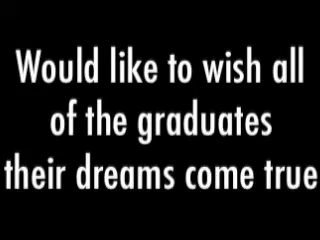 Would like to wish all
of the graduates
their dreams come true